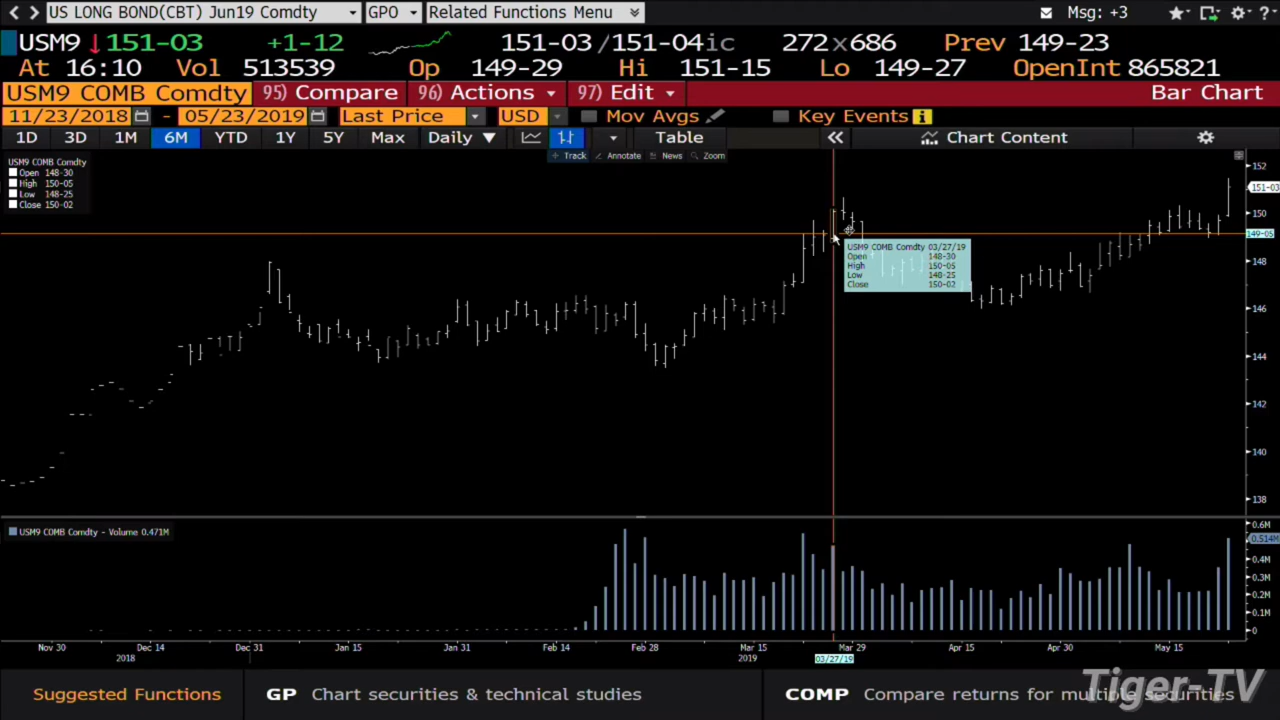 US LONG BOND(CBT) Jun19 Comdty GPO Related Functions Menu Msg: +3
USM9 ↓151-03 +1-12 151-03/151-04ic 272x686 Prev 149-23
At 16:10 Vol 513539 Op 149-29 Hi 151-15 Lo 149-27 OpenInt 865821
USM9 COMB Comdty 95) Compare 96) Actions 97) Edit Bar Chart
11/23/2018 - 05/23/2019 Last Price USD Mov Avgs Key Events
1D 3D 1M 6M YTD 1Y 5Y Max Daily ▼ Table « Chart Content
Track Annotate News Zoom
USM9 COMB Comdty
Open 148-30
High 150-05
Low 148-25
Close 150-02
152
151-03
150
149-05
148
146
144
142
140
138
USM9 COMB Comdty 03/27/19
Open 148-30
High 150-05
Low 148-25
Close 150-02
USM9 COMB Comdty - Volume 0.471M
0.6M
0.514M
0.4M
0.3M
0.2M
0.1M
0
Nov 30 Dec 14 Dec 31 Jan 15 Jan 31 Feb 14 Feb 28 Mar 15 Mar 29 Apr 15 Apr 30 May 15
2018 2019 03/27/19
Suggested Functions GP Chart securities & technical studies COMP Compare returns for multiple securities
Tiger-TV